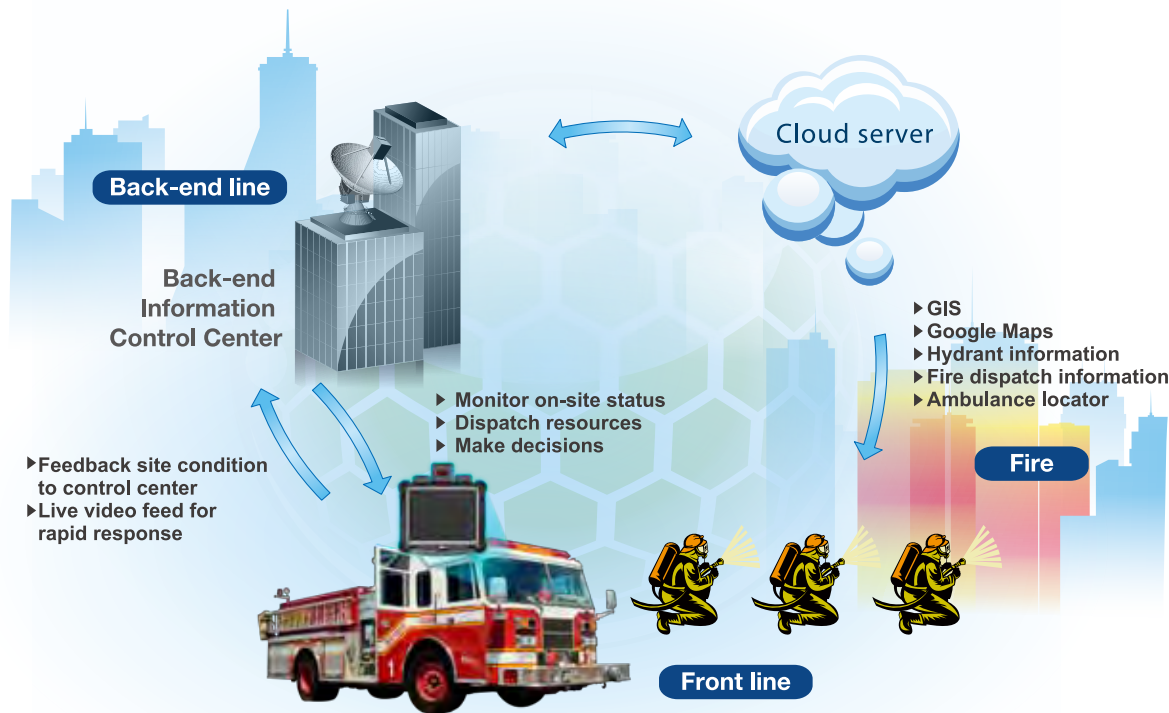 Cloud server
Back-end line
Back-end
Information
Control Center
▶ GIS
▶ Google Maps
▶ Hydrant information
▶ Fire dispatch information
▶ Ambulance locator
▶ Monitor on-site status
▶ Dispatch resources
▶ Make decisions
▶ Feedback site condition
to control center
▶ Live video feed for
rapid response
Fire
1
Front line